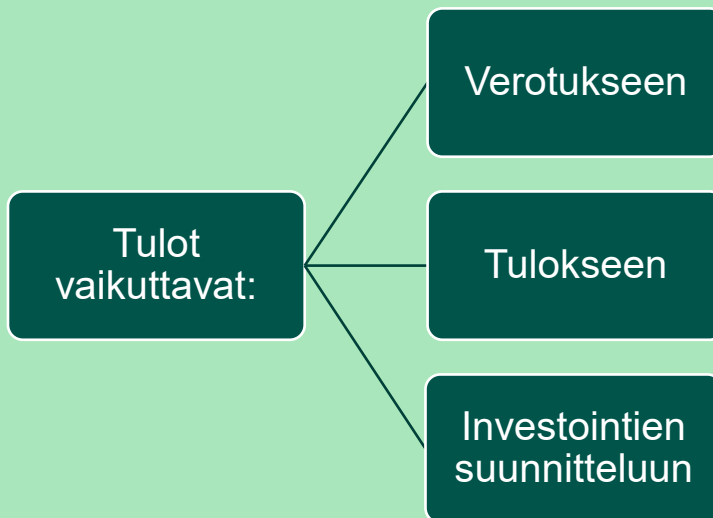 Tulot
vaikuttavat:
Verotukseen
Tulokseen
Investointien
suunnitteluun